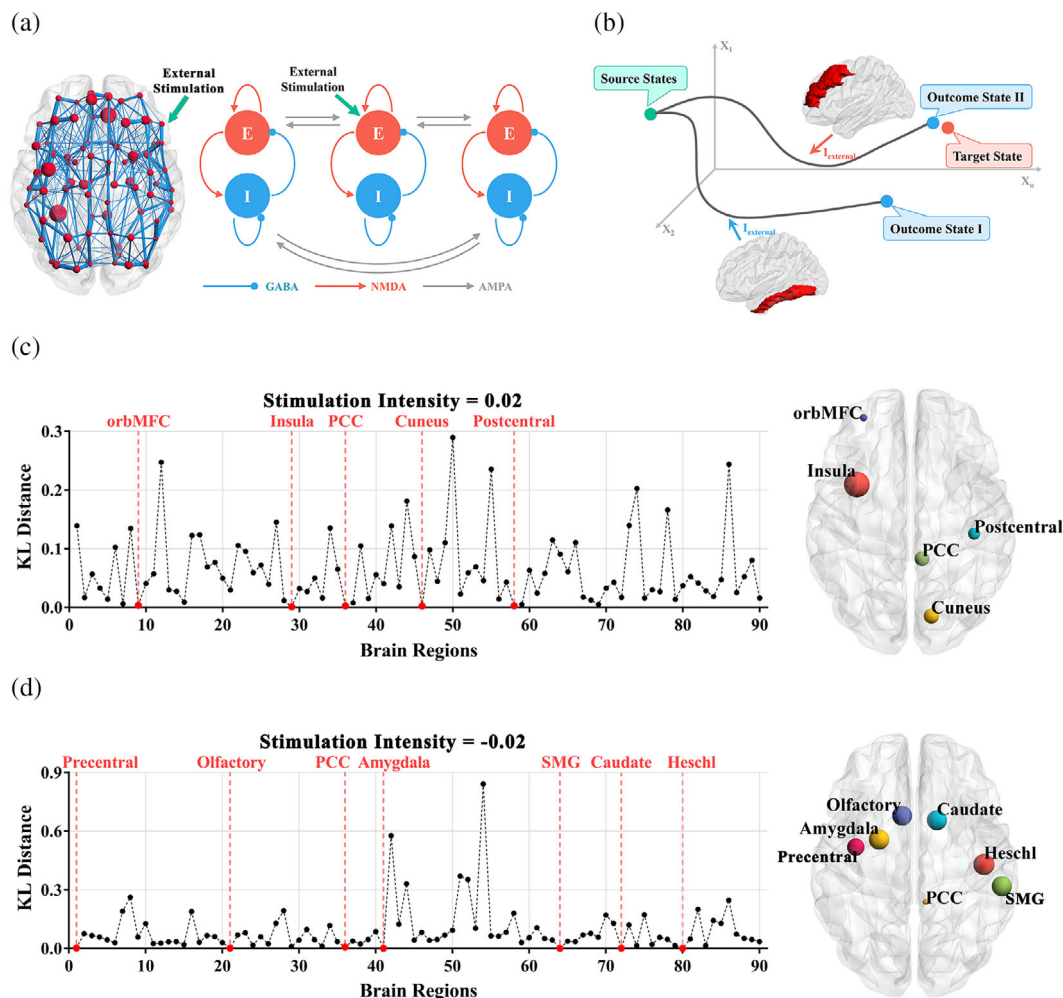 (a)
External
Stimulation
External
Stimulation
E
E
E
I
I
I
GABA
NMDA
AMPA
(b)
X1
Source States
Outcome State II
Target State
Iexternal
Xn
X2
Iexternal
Outcome State I
(c)
Stimulation Intensity = 0.02
orbMFC
Insula
PCC
Cuneus
Postcentral
KL Distance
0.3
0.2
0.1
0.0
0 10 20 30 40 50 60 70 80 90
Brain Regions
orbMFC
Insula
Postcentral
PCC
Cuneus
(d)
Stimulation Intensity = -0.02
Precentral
Olfactory
PCC
Amygdala
SMG
Caudate
Heschl
KL Distance
0.9
0.6
0.3
0.0
0 10 20 30 40 50 60 70 80 90
Brain Regions
Olfactory
Caudate
Amygdala
Precentral
Heschl
PCC
SMG